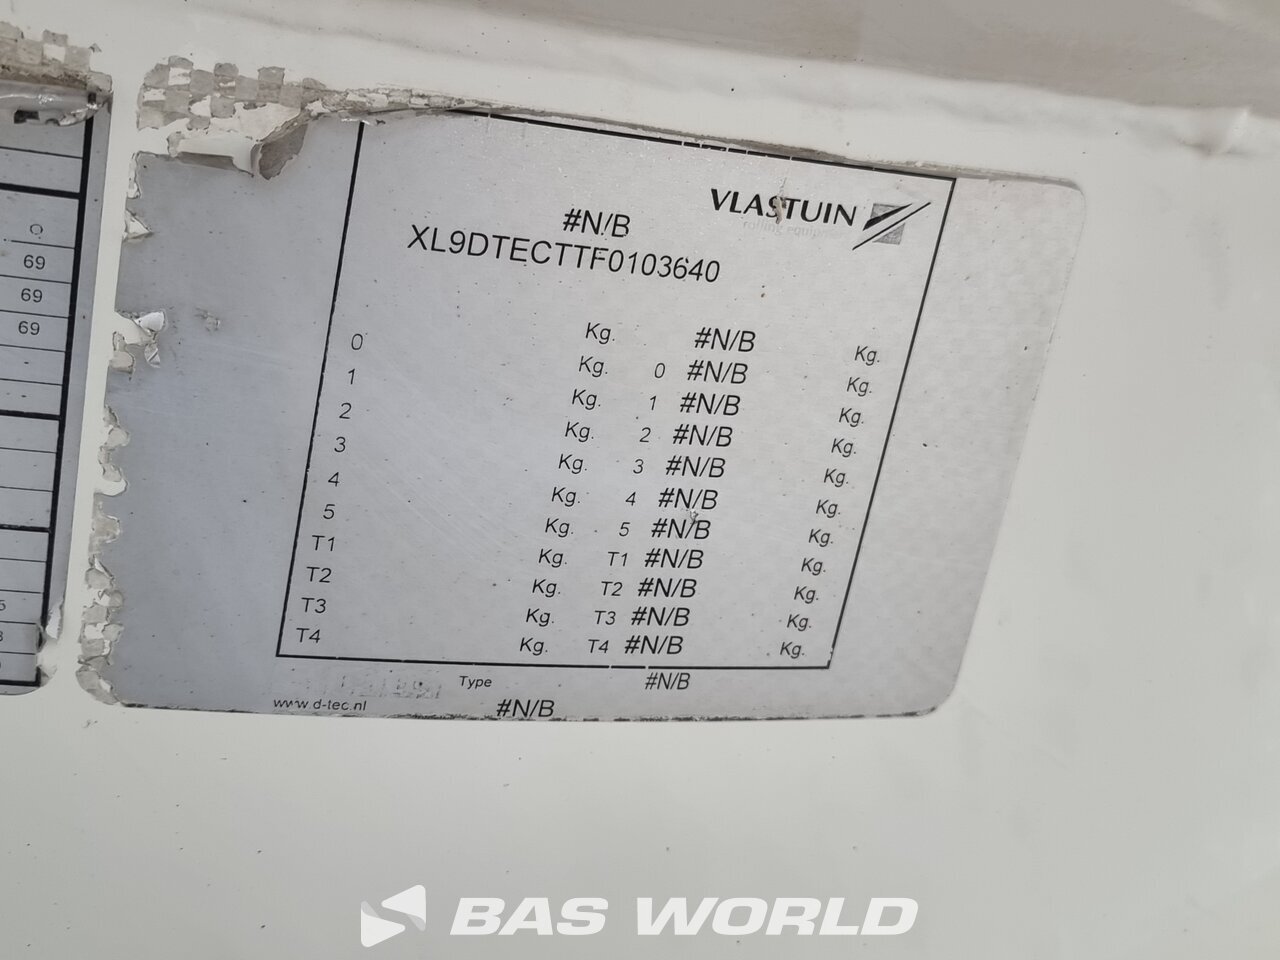 VLASTUIN
rolling equipment
#N/B
XL9DTECTTF0103640
Kg. #N/B Kg.
0 Kg. 0 #N/B Kg.
1 Kg. 1 #N/B Kg.
2 Kg. 2 #N/B Kg.
3 Kg. 3 #N/B Kg.
4 Kg. 4 #N/B Kg.
5 Kg. 5 #N/B Kg.
T1 Kg. T1 #N/B Kg.
T2 Kg. T2 #N/B Kg.
T3 Kg. T3 #N/B Kg.
T4 Kg. T4 #N/B Kg.
Type #N/B
www.d-tec.nl #N/B
69
69
69
BAS WORLD